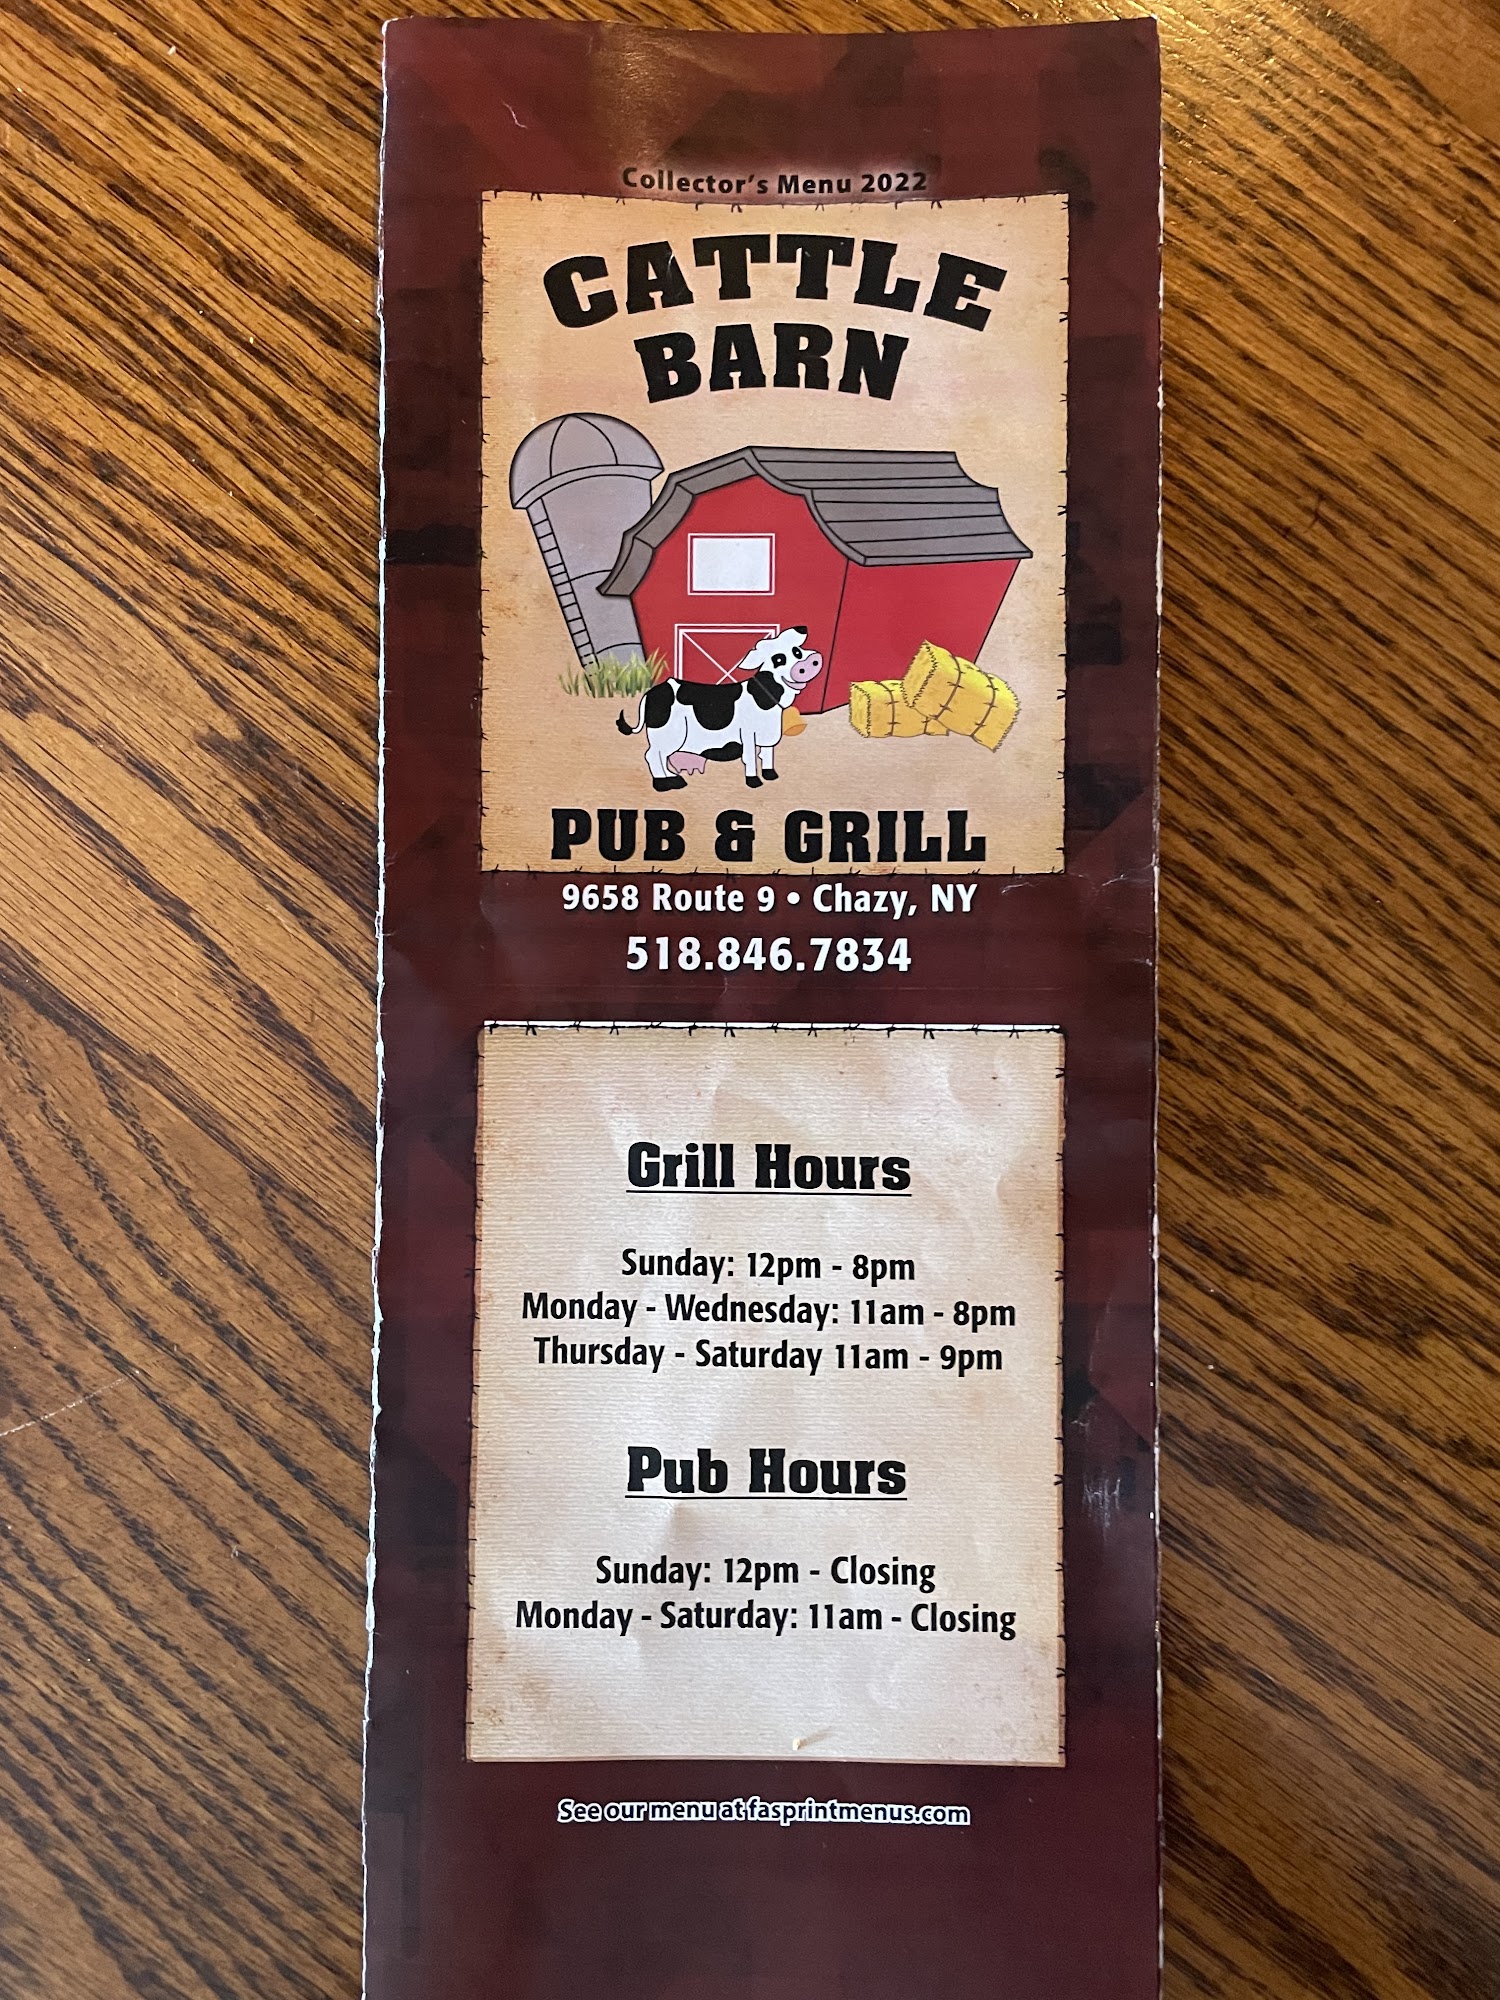 Collector's Menu 2022
CATTLE
BARN
PUB & GRILL
9658 Route 9 • Chazy, NY
518.846.7834
Grill Hours
Sunday: 12pm - 8pm
Monday - Wednesday: 11am - 8pm
Thursday - Saturday 11am - 9pm
Pub Hours
Sunday: 12pm - Closing
Monday - Saturday: 11am - Closing
See our menu at fasprintmenus.com